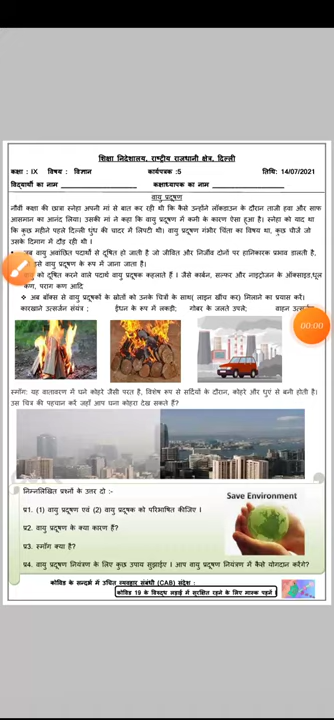 शिक्षा निदेशालय, राष्ट्रीय राजधानी क्षेत्र, दिल्ली
कक्षा : IX विषय : विज्ञान कार्यपत्रक :5 तिथि: 14/07/2021
विद्यार्थी का नाम कक्षाध्यापक का नाम
वायु प्रदूषण
नौवीं कक्षा की छात्रा स्नेहा अपनी मां से बात कर रही थी कि कैसे उन्होंने लॉकडाउन के दौरान ताजी हवा और साफ
आसमान का आनंद लिया। उसकी मां ने कहा कि वायु प्रदूषण में कमी के कारण ऐसा हुआ है। स्नेहा को याद था
कि कुछ महीने पहले दिल्ली धुंध की चादर में लिपटी थी। वायु प्रदूषण गंभीर चिंता का विषय था, कुछ चीजें जो
उसके दिमाग में दौड़ रही थी ।
जब वायु अवांछित पदार्थों से दूषित हो जाती है जो जीवित और निर्जीव दोनों पर हानिकारक प्रभाव डालती है,
इसे वायु प्रदूषण के रूप में जाना जाता है।
वायु को दूषित करने वाले पदार्थ वायु प्रदूषक कहलाते हैं । जैसे कार्बन, सल्फर और नाइट्रोजन के ऑक्साइड,धूल
कण, पराग कण आदि
❖ अब बॉक्स से वायु प्रदूषकों के स्रोतों को उनके चित्रों के साथ( लाइन खींच कर) मिलाने का प्रयास करें।
कारखाने उत्सर्जन संयंत्र ; ईंधन के रूप में लकड़ी; गोबर के जलते उपले; वाहन
00:00
स्मॉग: यह वातावरण में घने कोहरे जैसी परत है, विशेष रूप से सर्दियों के दौरान, कोहरे और धुएं से बनी होती है।
उस चित्र की पहचान करें जहाँ आप घना कोहरा देख सकते हैं?
निम्नलिखित प्रश्नों के उत्तर दो :-
Save Environment
प्र1. (1) वायु प्रदूषण एवं (2) वायु प्रदूषक को परिभाषित कीजिए ।
प्र2. वायु प्रदूषण के क्या कारण हैं?
प्र3. स्मॉग क्या है?
प्र4. वायु प्रदूषण नियंत्रण के लिए कुछ उपाय सुझाईए । आप वायु प्रदूषण नियंत्रण में कैसे योगदान करेंगे?
कोविड के सन्दर्भ में उचित व्यवहार संबंधी (CAB) संदेश :
कोविड 19 के विरुद्ध लड़ाई में सुरक्षित रहने के लिए मास्क पहनें ।